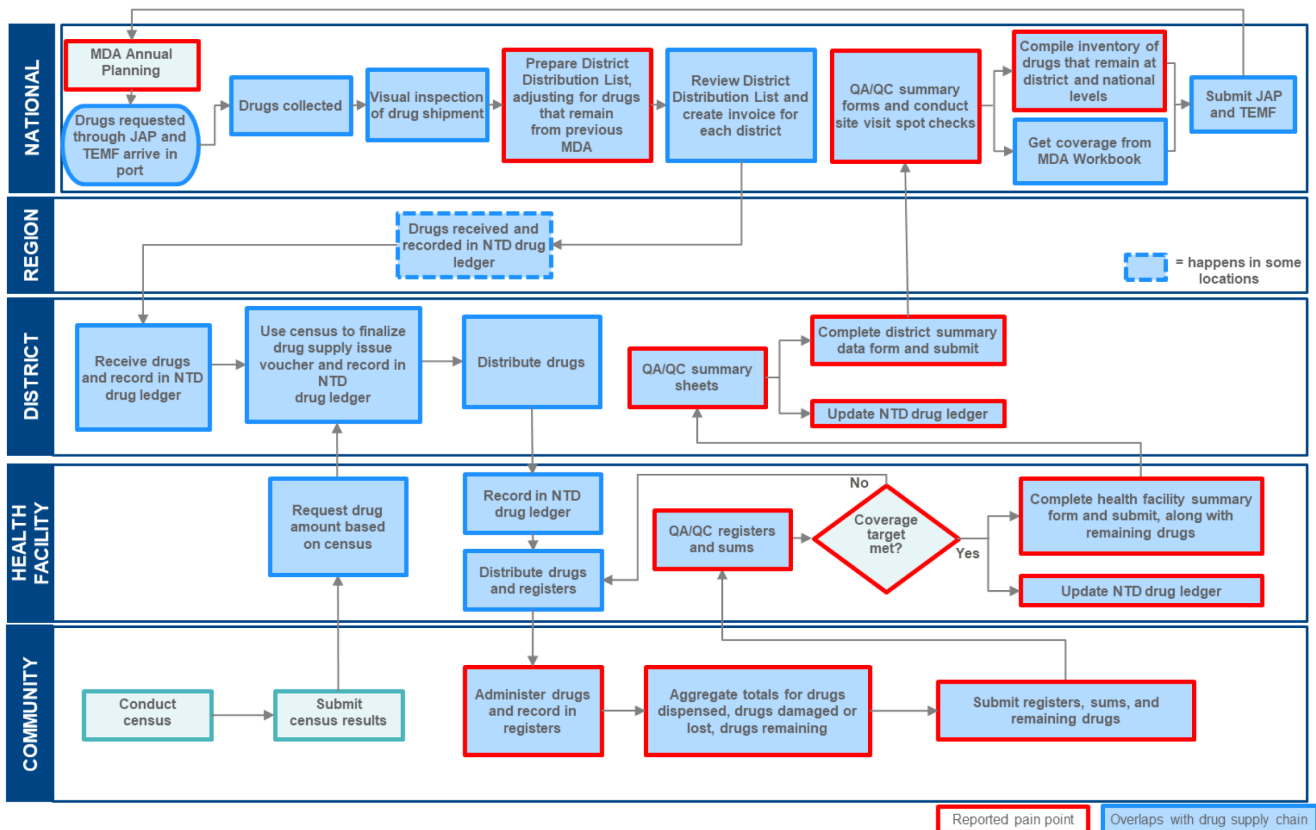 NATIONAL
MDA Annual
Planning
Drugs requested
through JAP and
TEMF arrive in
port
Drugs collected
Visual inspection
of drug shipment
Prepare District
Distribution List,
adjusting for drugs
that remain
from previous
MDA
Review District
Distribution List and
create invoice for
each district
QA/QC summary
forms and conduct
site visit spot checks
Compile inventory of
drugs that remain at
district and national
levels
Get coverage from
MDA Workbook
Submit JAP
and TEMF
REGION
Drugs received and
recorded in NTD drug
ledger
= happens in some
locations
DISTRICT
Receive drugs
and record in NTD
drug ledger
Use census to finalize
drug supply issue
voucher and record in
NTD
drug ledger
Distribute drugs
QA/QC summary
sheets
Complete district summary
data form and submit
Update NTD drug ledger
HEALTH
FACILITY
Request drug
amount based
on census
Record in NTD
drug ledger
Distribute drugs
and registers
QA/QC registers
and sums
No
Coverage
target
met?
Yes
Complete health facility summary
form and submit, along with
remaining drugs
Update NTD drug ledger
COMMUNITY
Conduct
census
Submit
census results
Administer drugs
and record in
registers
Aggregate totals for drugs
dispensed, drugs damaged or
lost, drugs remaining
Submit registers, sums, and
remaining drugs
Reported pain point
Overlaps with drug supply chain